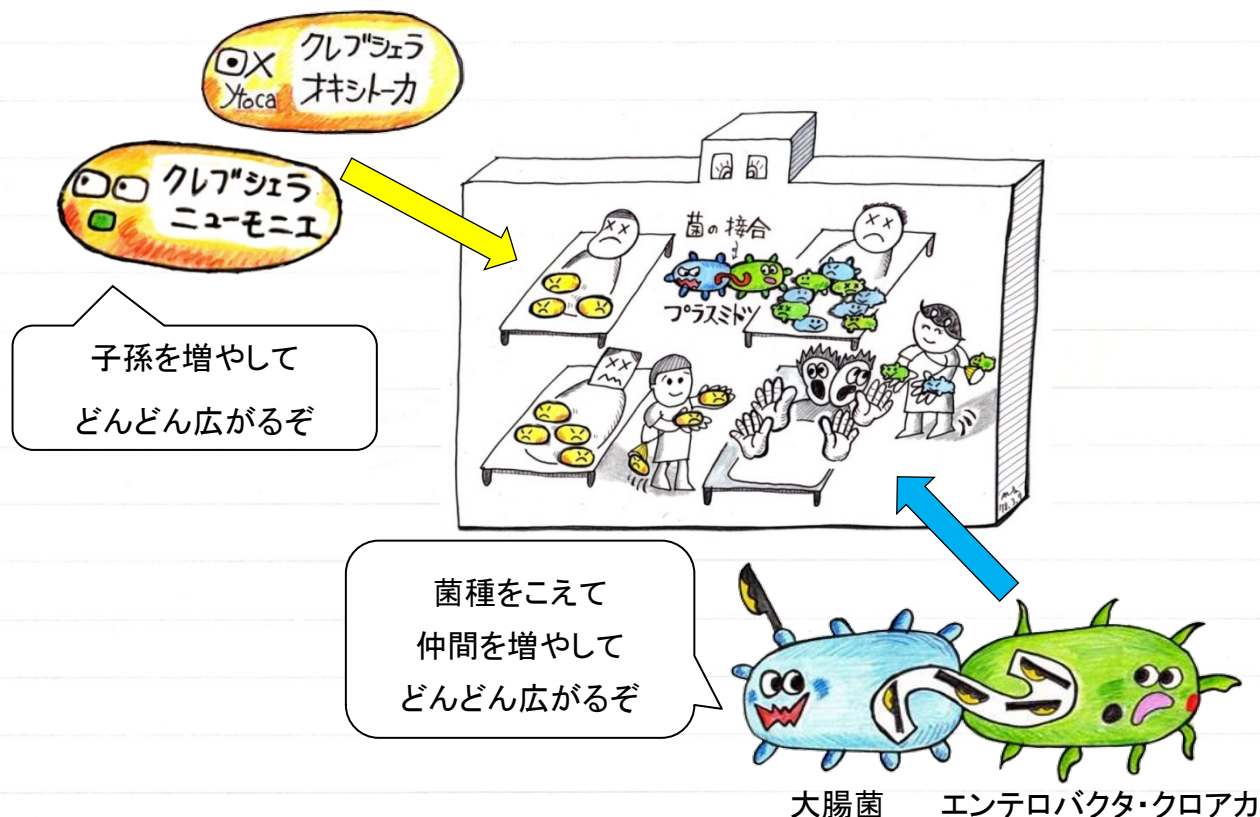 OX
ytoca
クレブシェラ
オキシトーカ
クレブシェラ
ニューモニエ
子孫を増やして
どんどん広がるぞ
菌の接合
プラスミドッ
菌種をこえて
仲間を増やして
どんどん広がるぞ
大腸菌
エンテロバクタ・クロアカ